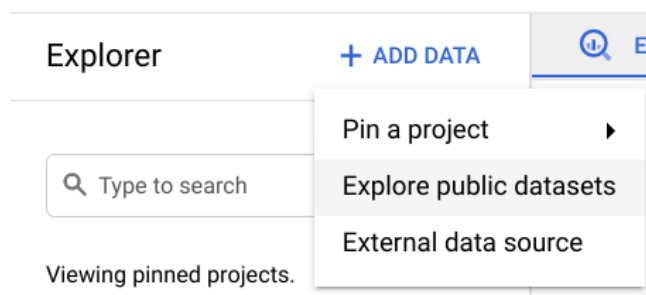 Explorer
+ ADD DATA
E
Pin a project
Type to search
Explore public datasets
External data source
Viewing pinned projects.